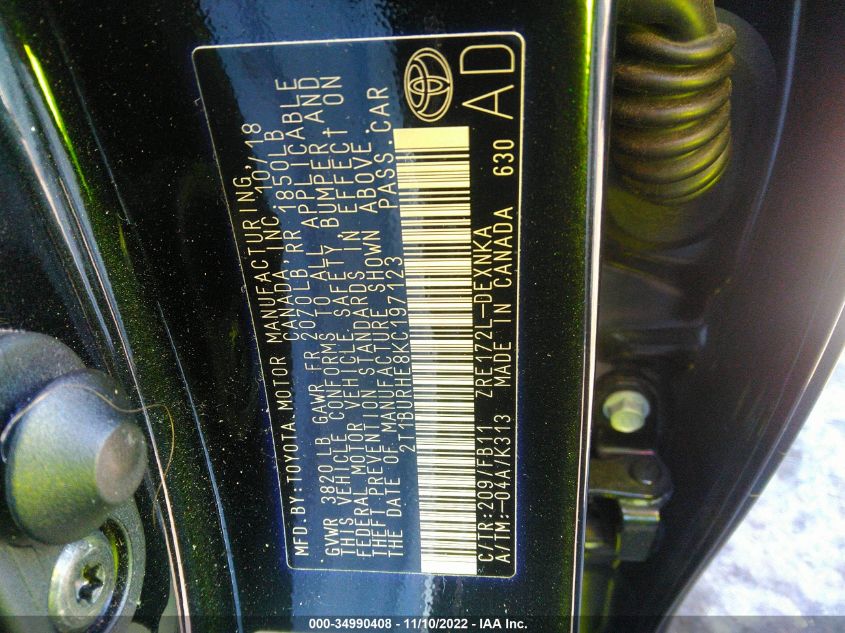 MFD.BY:TOYOTA MOTOR MANUFACTURING,
CANADA, INC. 10/18
GVWR 3820LB GAWR FR 2070LB,RR 1850LB
THIS VEHICLE CONFORMS TO ALL APPLICABLE
FEDERAL MOTOR VEHICLE SAFETY,BUMPER,AND
THEFT PREVENTION STANDARDS IN EFFECT ON
THE DATE OF MANUFACTURE SHOWN ABOVE.
2T1BURHE8KC197123 PASS.CAR
C/TR:209/FB11 ZRE172L-DEXNKA
A/TM:-04A/K313 MADE IN CANADA 630
AD
000-34990408 - 11/10/2022 - IAA Inc.